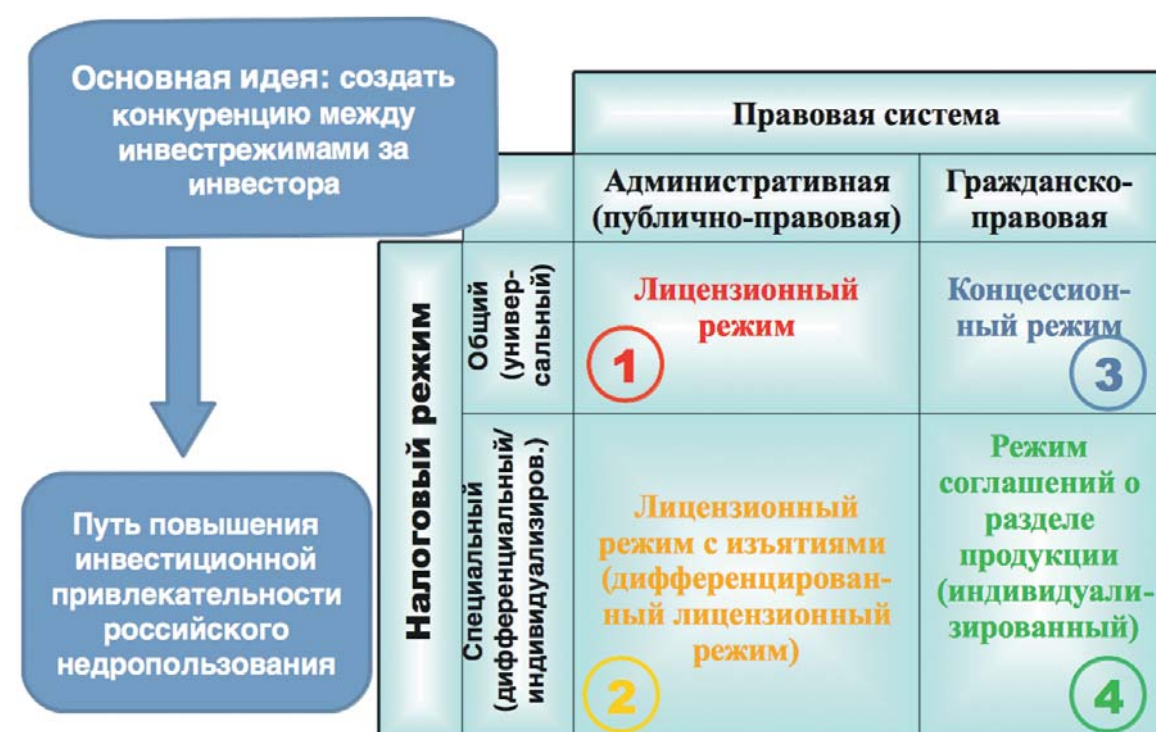 Основная идея: создать
конкуренцию между
инвестрежимами за
инвестора
Путь повышения
инвестиционной
привлекательности
российского
недропользования
Правовая система
Административная
(публично-правовая)
Гражданско-
правовая
Налоговый режим
Общий
(универ-
сальный)
Лицензионный
режим
1
Концессион-
ный режим
3
Специальный
(дифференциальный/
индивидуализиров.)
Лицензионный
режим с изъятиями
(дифференцирован-
ный лицензионный
режим)
2
Режим
соглашений о
разделе
продукции
(индивидуали-
зированный)
4